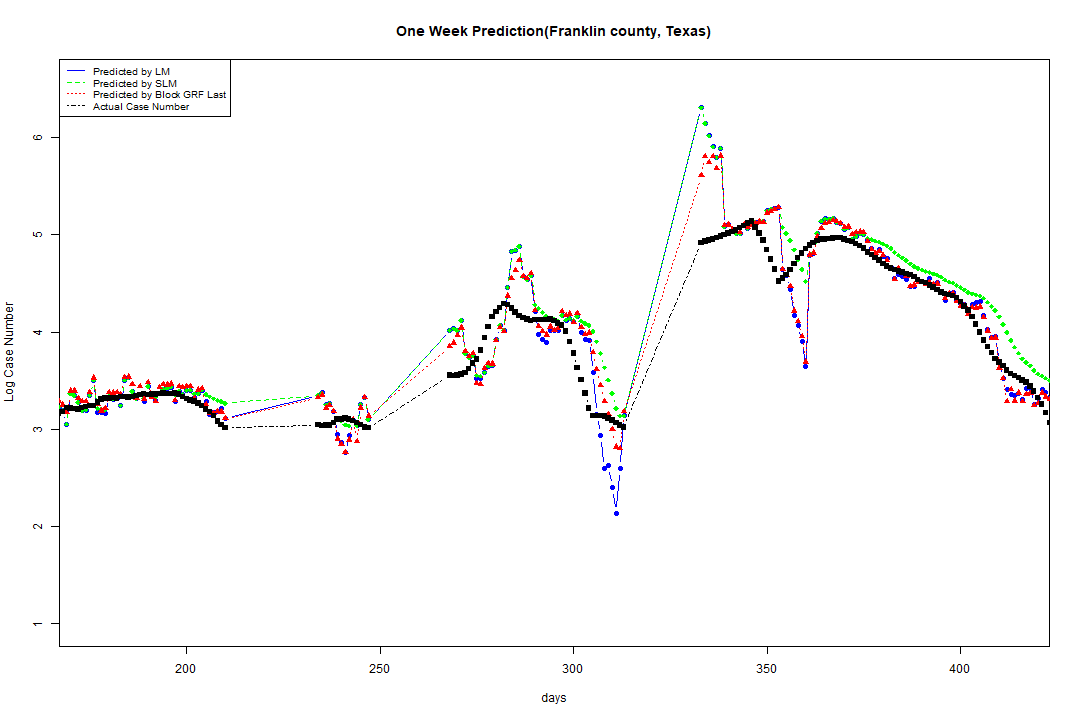 One Week Prediction(Franklin county, Texas)
Predicted by LM
Predicted by SLM
Predicted by Block GRF Last
Actual Case Number
Log Case Number
6
5
4
3
2
1
200 250 300 350 400
days